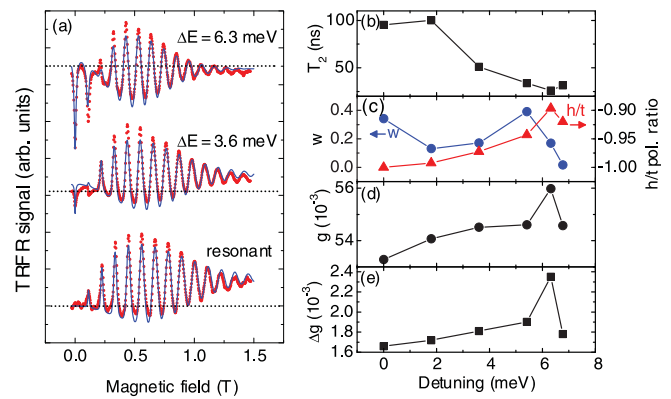 (a)
ΔE = 6.3 meV
ΔE = 3.6 meV
resonant
TRFR signal (arb. units)
0.0 0.5 1.0 1.5
Magnetic field (T)
(b)
100
75
50
25
T2 (ns)
(c)
0.4
0.2
0.0
w
w
h/t
-0.90
-0.95
-1.00
h/t pol. ratio
(d)
56
54
g (10⁻³)
(e)
2.4
2.2
2.0
1.8
1.6
Δg (10⁻³)
0 2 4 6 8
Detuning (meV)